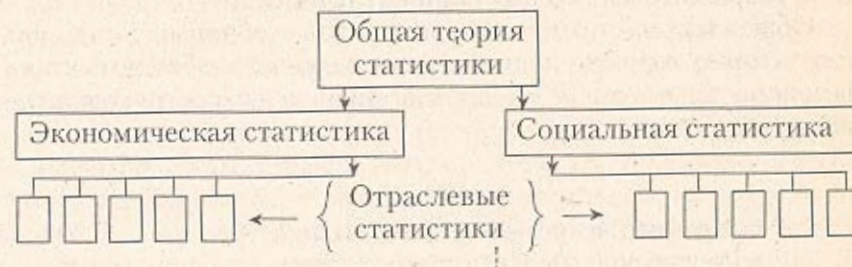 Общая теория
статистики
Экономическая статистика
Социальная статистика
Отраслевые
статистики